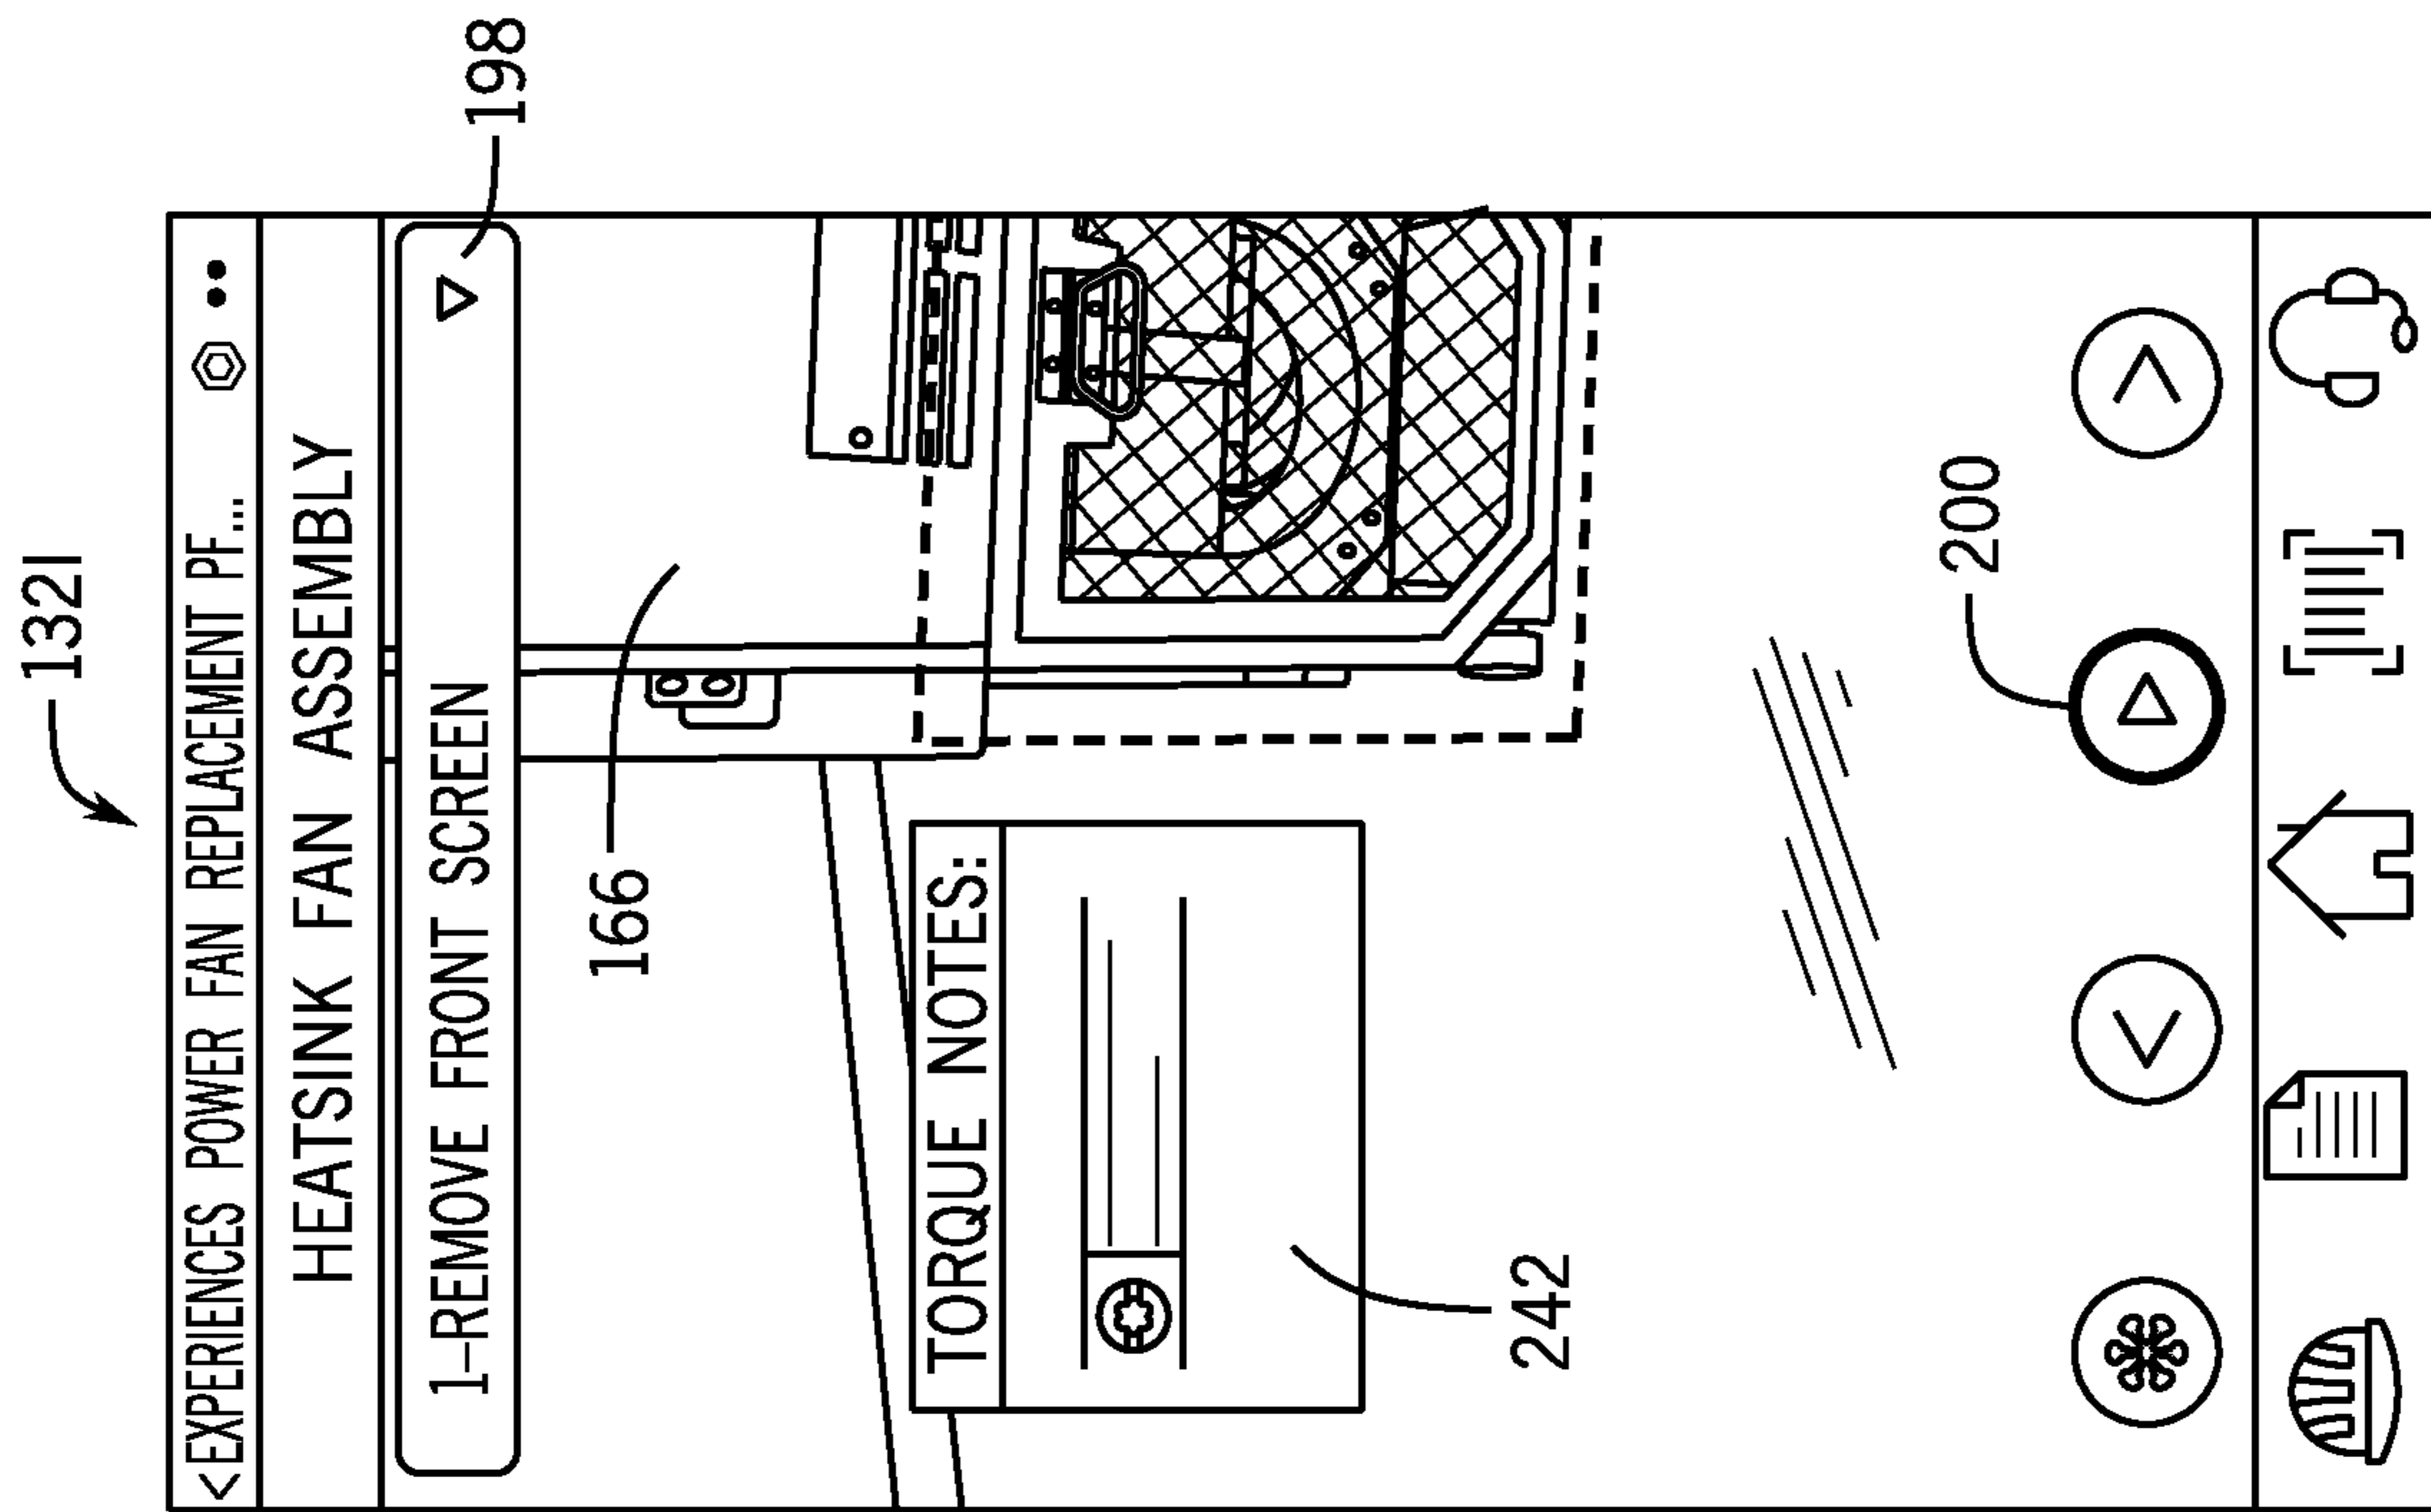 132I
<EXPERIENCES POWER FAN REPLACEMENT PF...
HEATSINK FAN ASSEMBLY
198
1-REMOVE FRONT SCREEN
166
TORQUE NOTES:
242
200